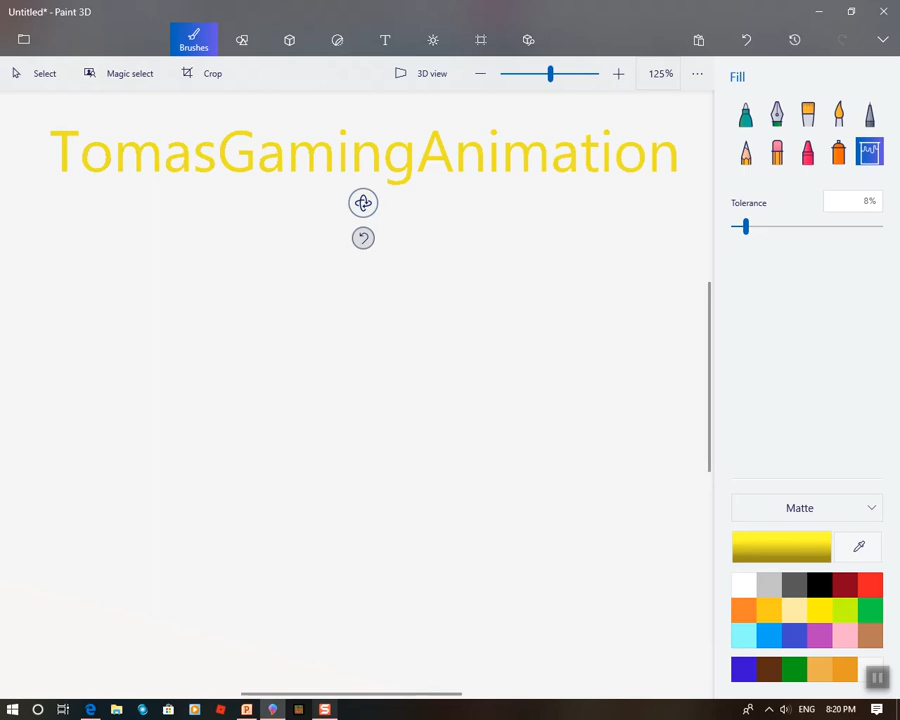 Untitled* - Paint 3D
Brushes
Select
Magic select
Crop
3D view
125%
Fill
TomasGamingAnimation
Tolerance
8%
Matte
ENG
8:20 PM